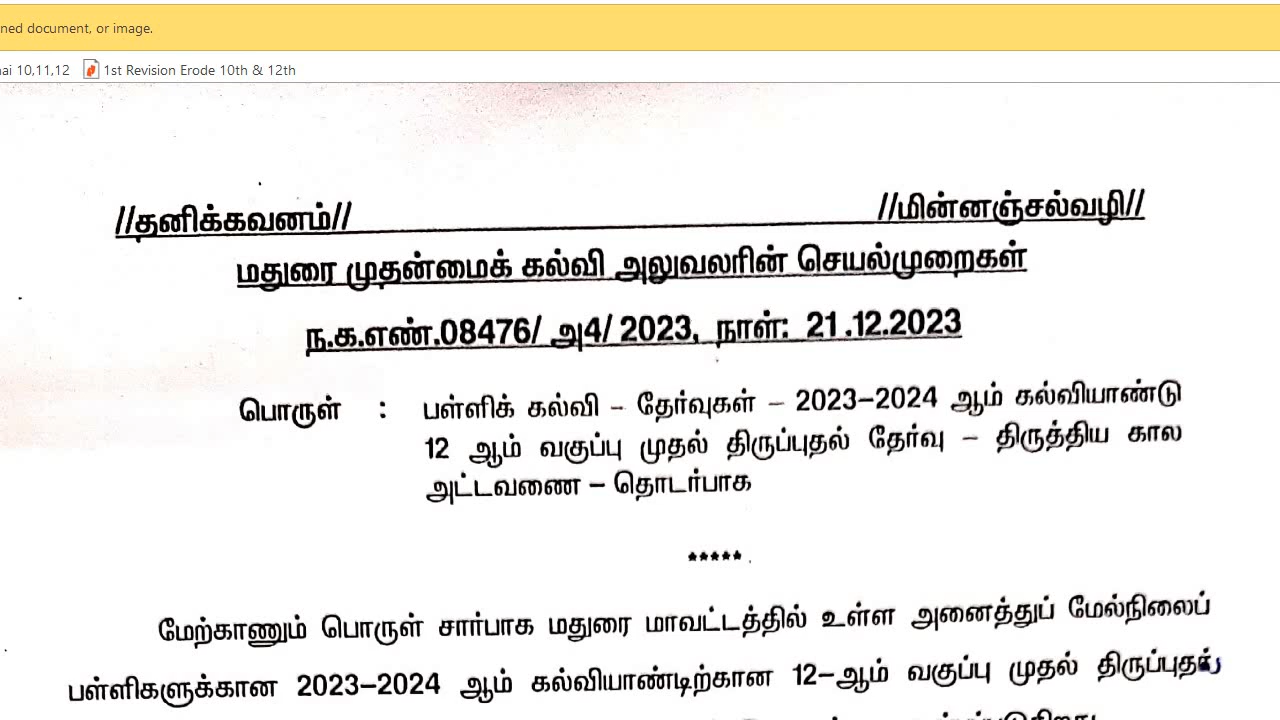 ned document, or image.
ai 10,11,12 1st Revision Erode 10th & 12th
//தனிக்கவனம்// //மின்னஞ்சல்வழி//
மதுரை முதன்மைக் கல்வி அலுவலரின் செயல்முறைகள்
ந.க.எண்.08476/ அ4/ 2023, நாள்: 21.12.2023
பொருள் : பள்ளிக் கல்வி – தேர்வுகள் – 2023–2024 ஆம் கல்வியாண்டு
12 ஆம் வகுப்பு முதல் திருப்புதல் தேர்வு – திருத்திய கால
அட்டவணை – தொடர்பாக
*****
மேற்காணும் பொருள் சார்பாக மதுரை மாவட்டத்தில் உள்ள அனைத்துப் மேல்நிலைப்
பள்ளிகளுக்கான 2023–2024 ஆம் கல்வியாண்டிற்கான 12–ஆம் வகுப்பு முதல் திருப்புதல்